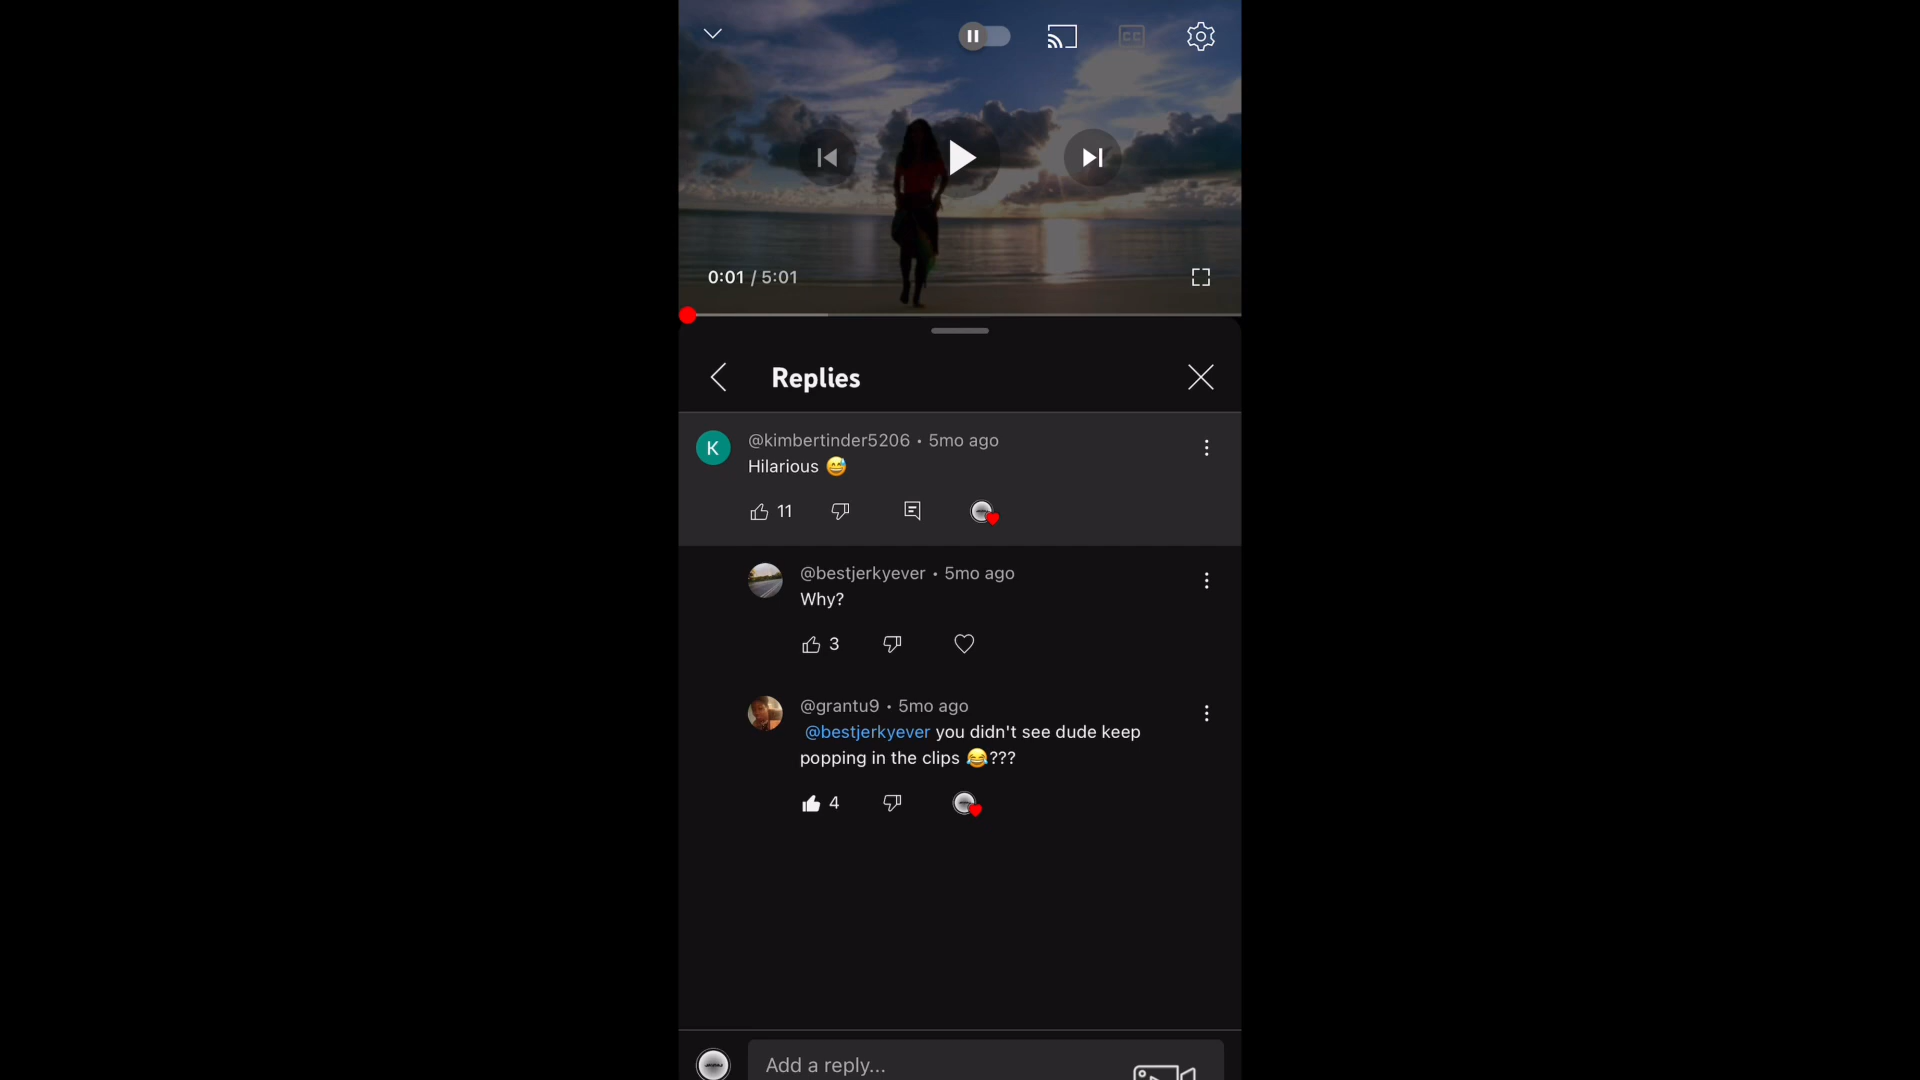 CC
0:01 / 5:01
Replies
K
@kimbertinder5206 • 5mo ago
Hilarious 😅
11
@bestjerkyever • 5mo ago
Why?
3
@grantu9 • 5mo ago
@bestjerkyever you didn't see dude keep
popping in the clips 😂???
4
Add a reply...